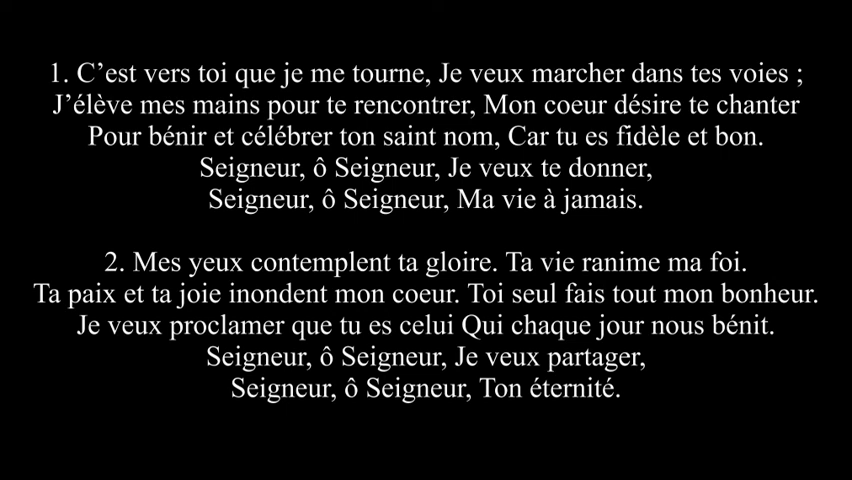 1. C’est vers toi que je me tourne, Je veux marcher dans tes voies ;
J’élève mes mains pour te rencontrer, Mon coeur désire te chanter
Pour bénir et célébrer ton saint nom, Car tu es fidèle et bon.
Seigneur, ô Seigneur, Je veux te donner,
Seigneur, ô Seigneur, Ma vie à jamais.
2. Mes yeux contemplent ta gloire. Ta vie ranime ma foi.
Ta paix et ta joie inondent mon coeur. Toi seul fais tout mon bonheur.
Je veux proclamer que tu es celui Qui chaque jour nous bénit.
Seigneur, ô Seigneur, Je veux partager,
Seigneur, ô Seigneur, Ton éternité.